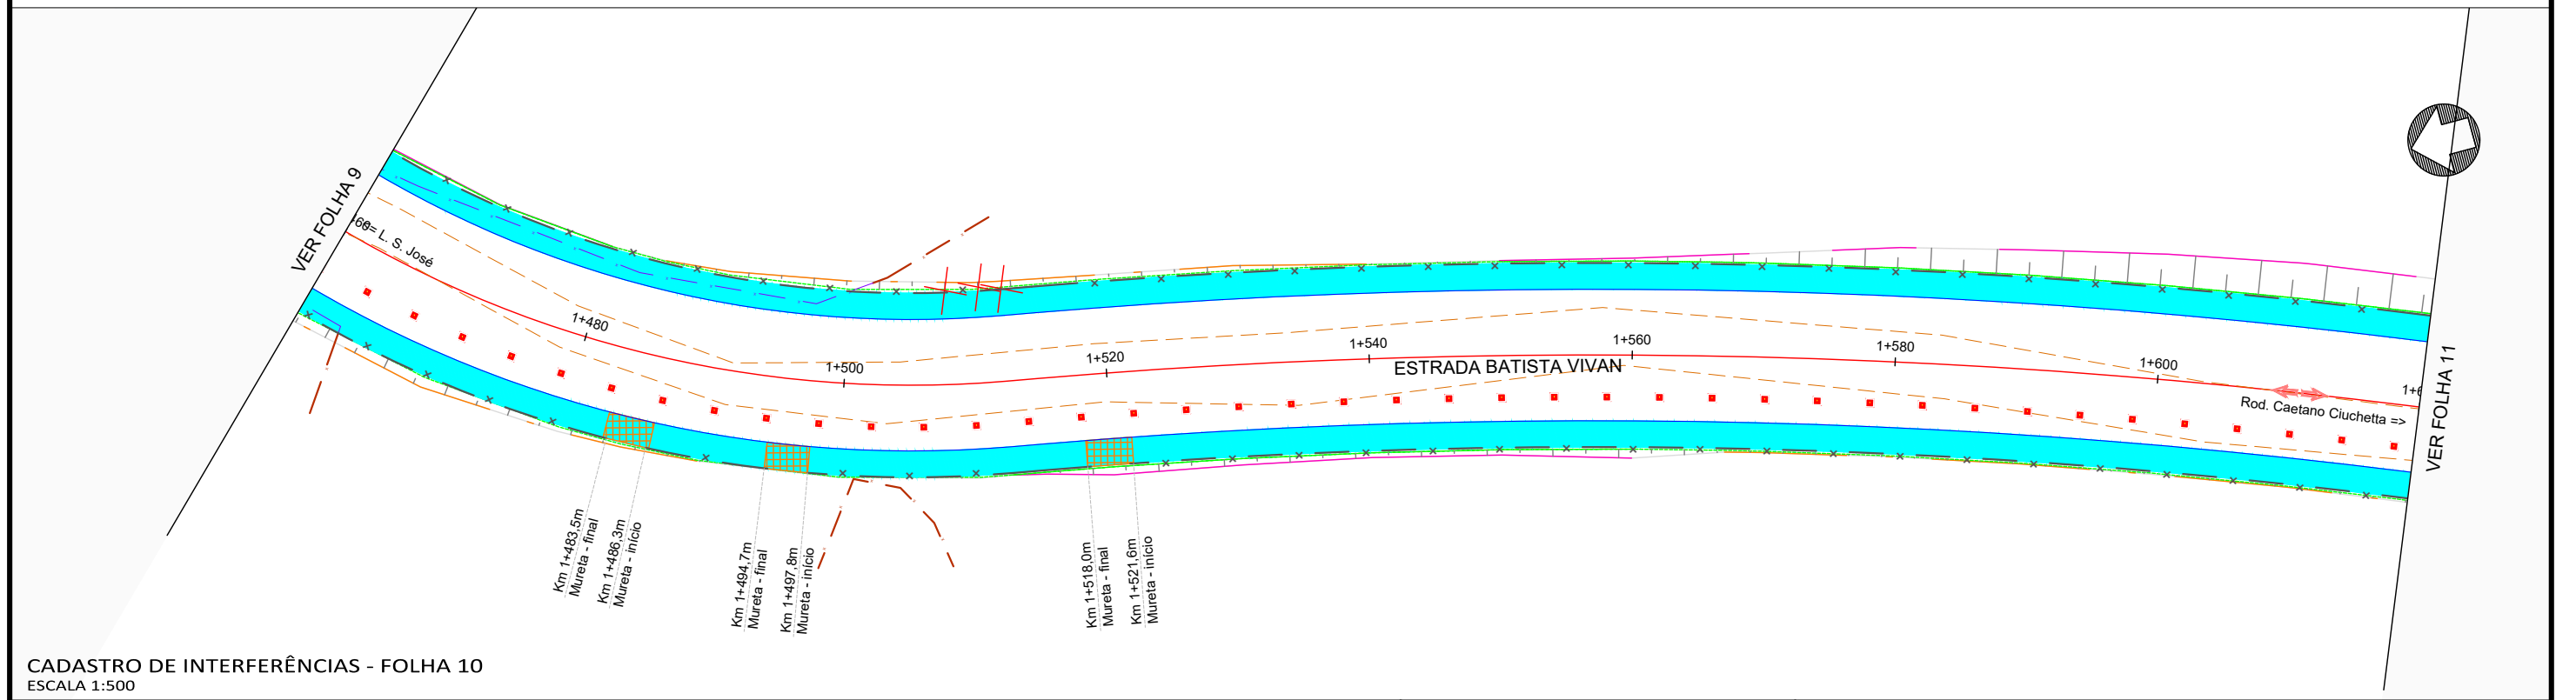 VER FOLHA 9
<= L. S. José
1+480
1+500
1+520
1+540
1+560
1+580
1+600
ESTRADA BATISTA VIVAN
Rod. Caetano Ciuchetta =>
VER FOLHA 11
Km 1+483,5m
Mureta - final
Km 1+486,3m
Mureta - início
Km 1+494,7m
Mureta - final
Km 1+497,8m
Mureta - início
Km 1+518,0m
Mureta - final
Km 1+521,6m
Mureta - início
CADASTRO DE INTERFERÊNCIAS - FOLHA 10
ESCALA 1:500